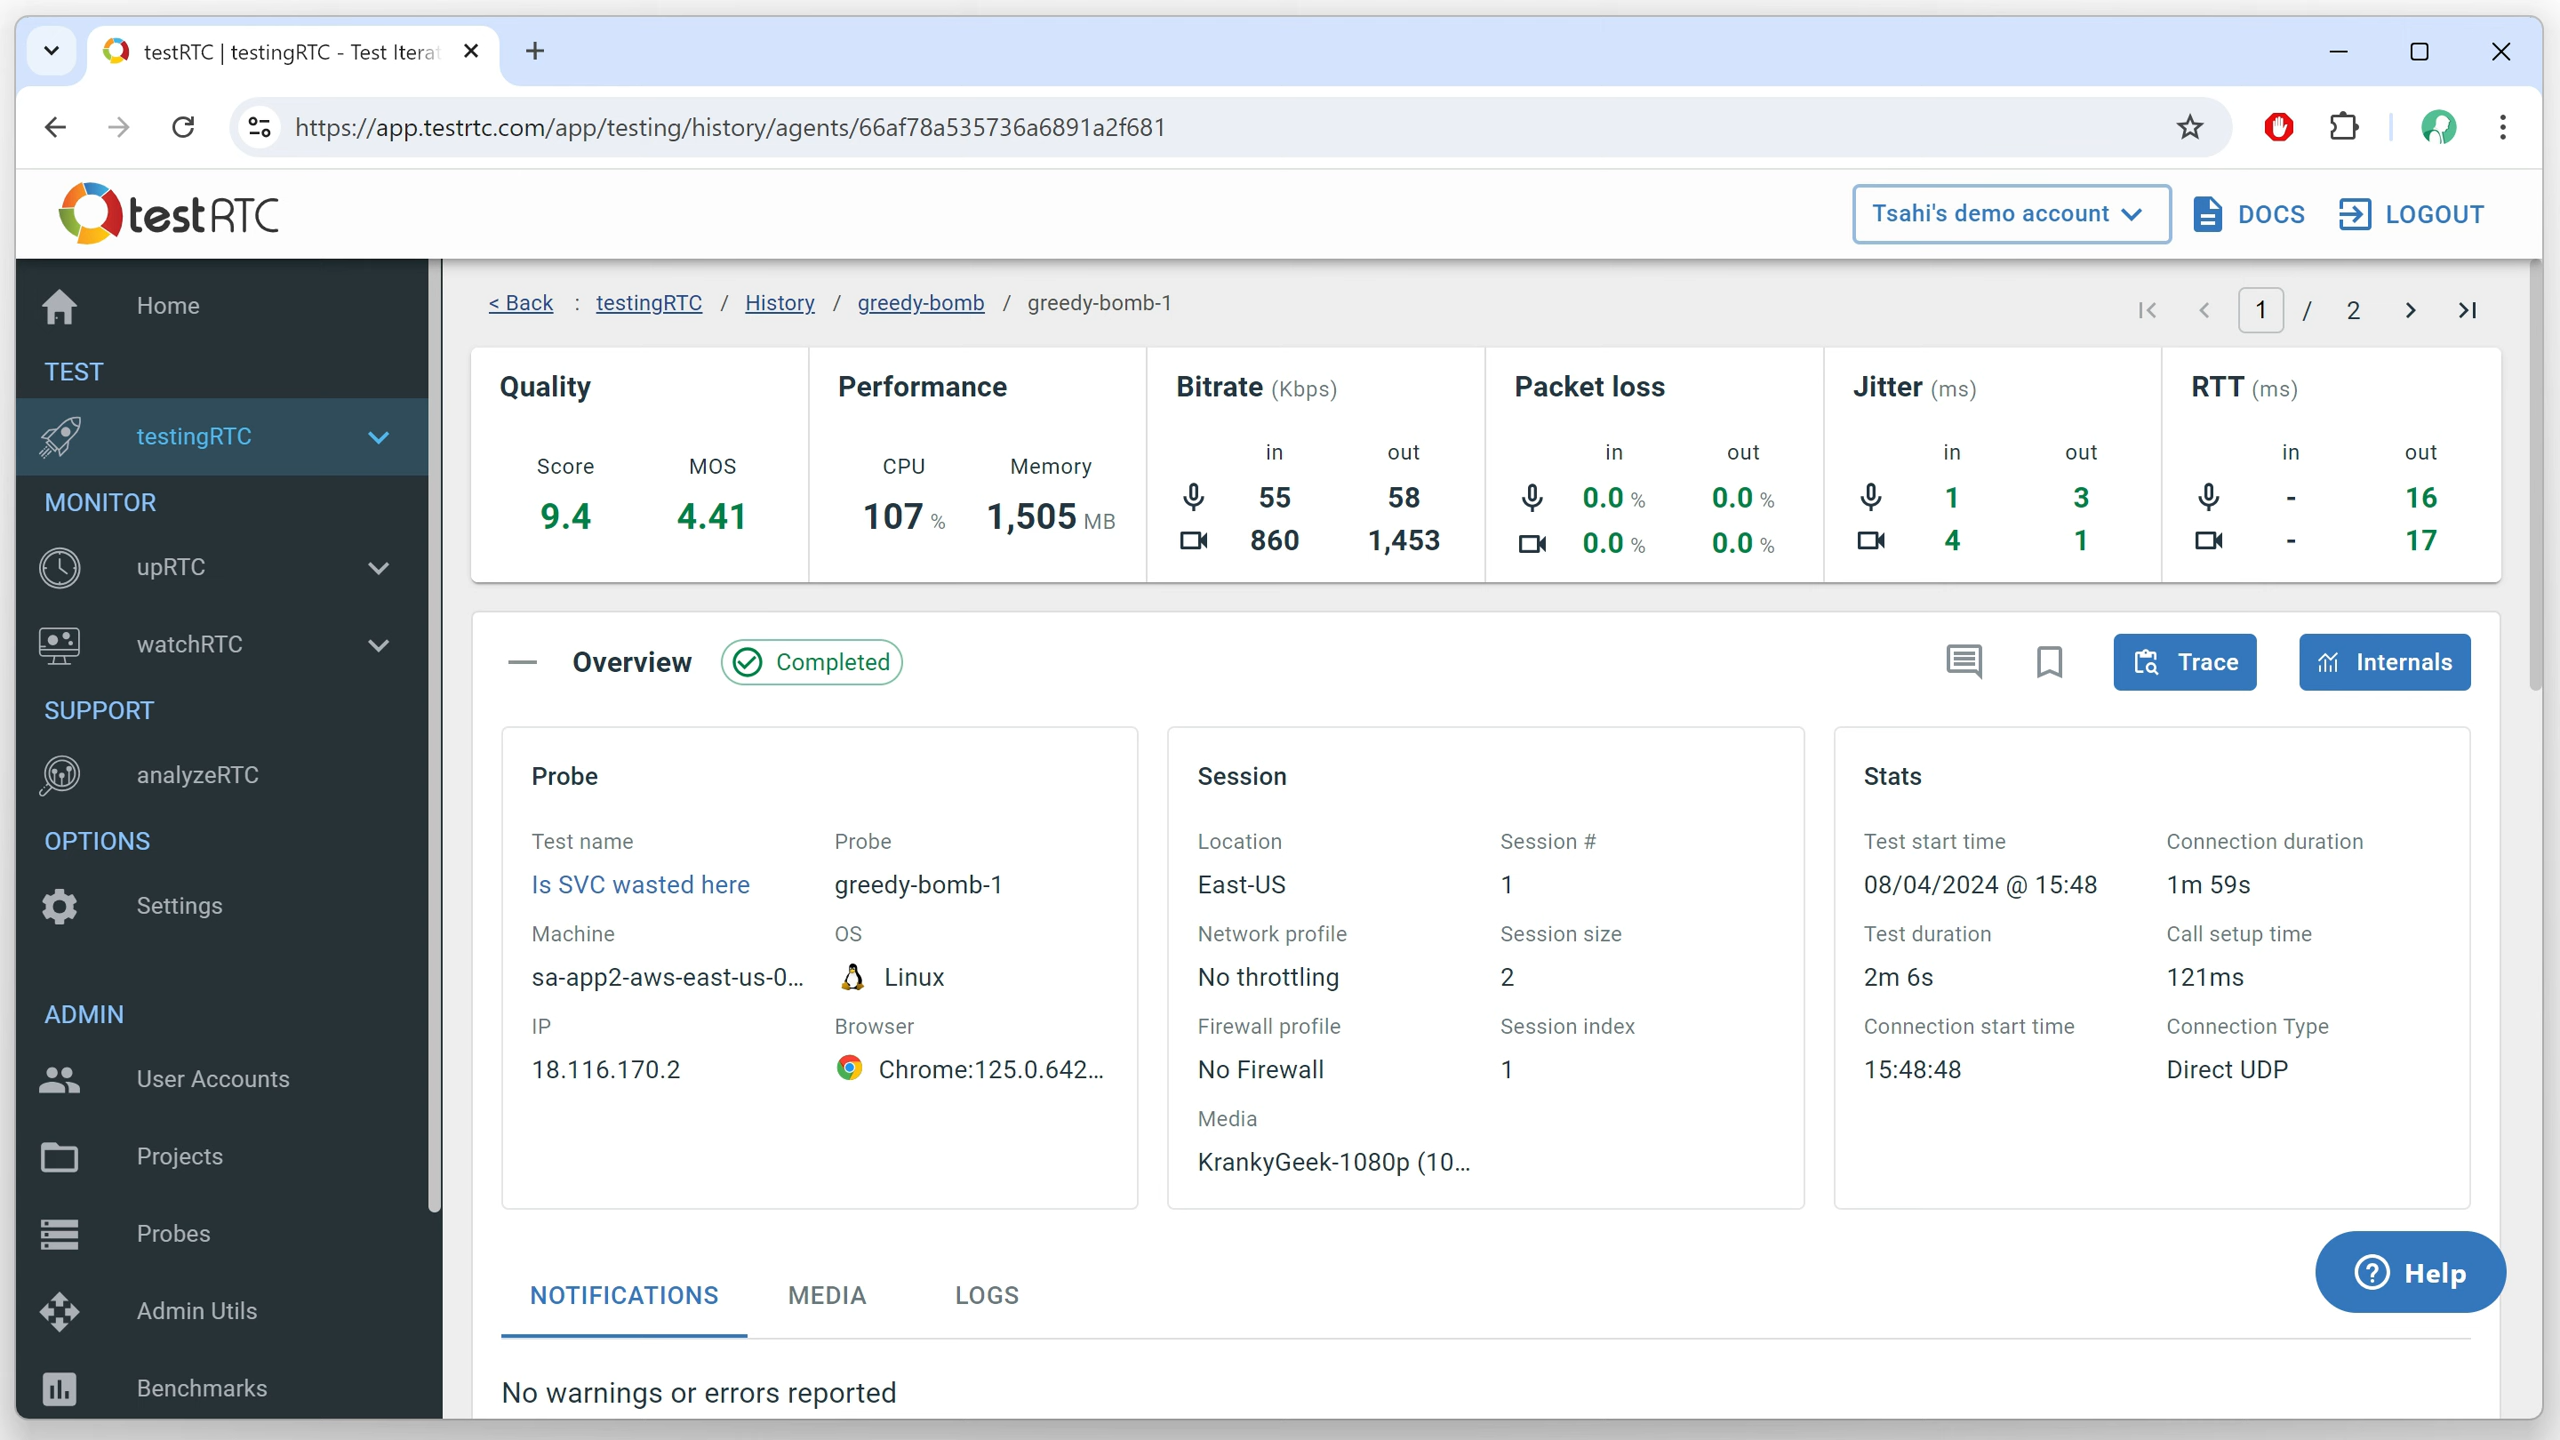 testRTC | testingRTC - Test Iterat
https://app.testrtc.com/app/testing/history/agents/66af78a535736a6891a2f681
testRTC
Tsahi's demo account
DOCS
LOGOUT
Home
TEST
testingRTC
MONITOR
upRTC
watchRTC
SUPPORT
analyzeRTC
OPTIONS
Settings
ADMIN
User Accounts
Projects
Probes
Admin Utils
Benchmarks
< Back : testingRTC / History / greedy-bomb / greedy-bomb-1
1 / 2
Quality
Score MOS
9.4 4.41
Performance
CPU Memory
107 % 1,505 MB
Bitrate (Kbps)
in out
55 58
860 1,453
Packet loss
in out
0.0 % 0.0 %
0.0 % 0.0 %
Jitter (ms)
in out
1 3
4 1
RTT (ms)
in out
- 16
- 17
Overview
Completed
Trace
Internals
Probe
Test name Probe
Is SVC wasted here greedy-bomb-1
Machine OS
sa-app2-aws-east-us-0... Linux
IP Browser
18.116.170.2 Chrome:125.0.642...
Session
Location Session #
East-US 1
Network profile Session size
No throttling 2
Firewall profile Session index
No Firewall 1
Media
KrankyGeek-1080p (10...
Stats
Test start time Connection duration
08/04/2024 @ 15:48 1m 59s
Test duration Call setup time
2m 6s 121ms
Connection start time Connection Type
15:48:48 Direct UDP
NOTIFICATIONS MEDIA LOGS
No warnings or errors reported
Help